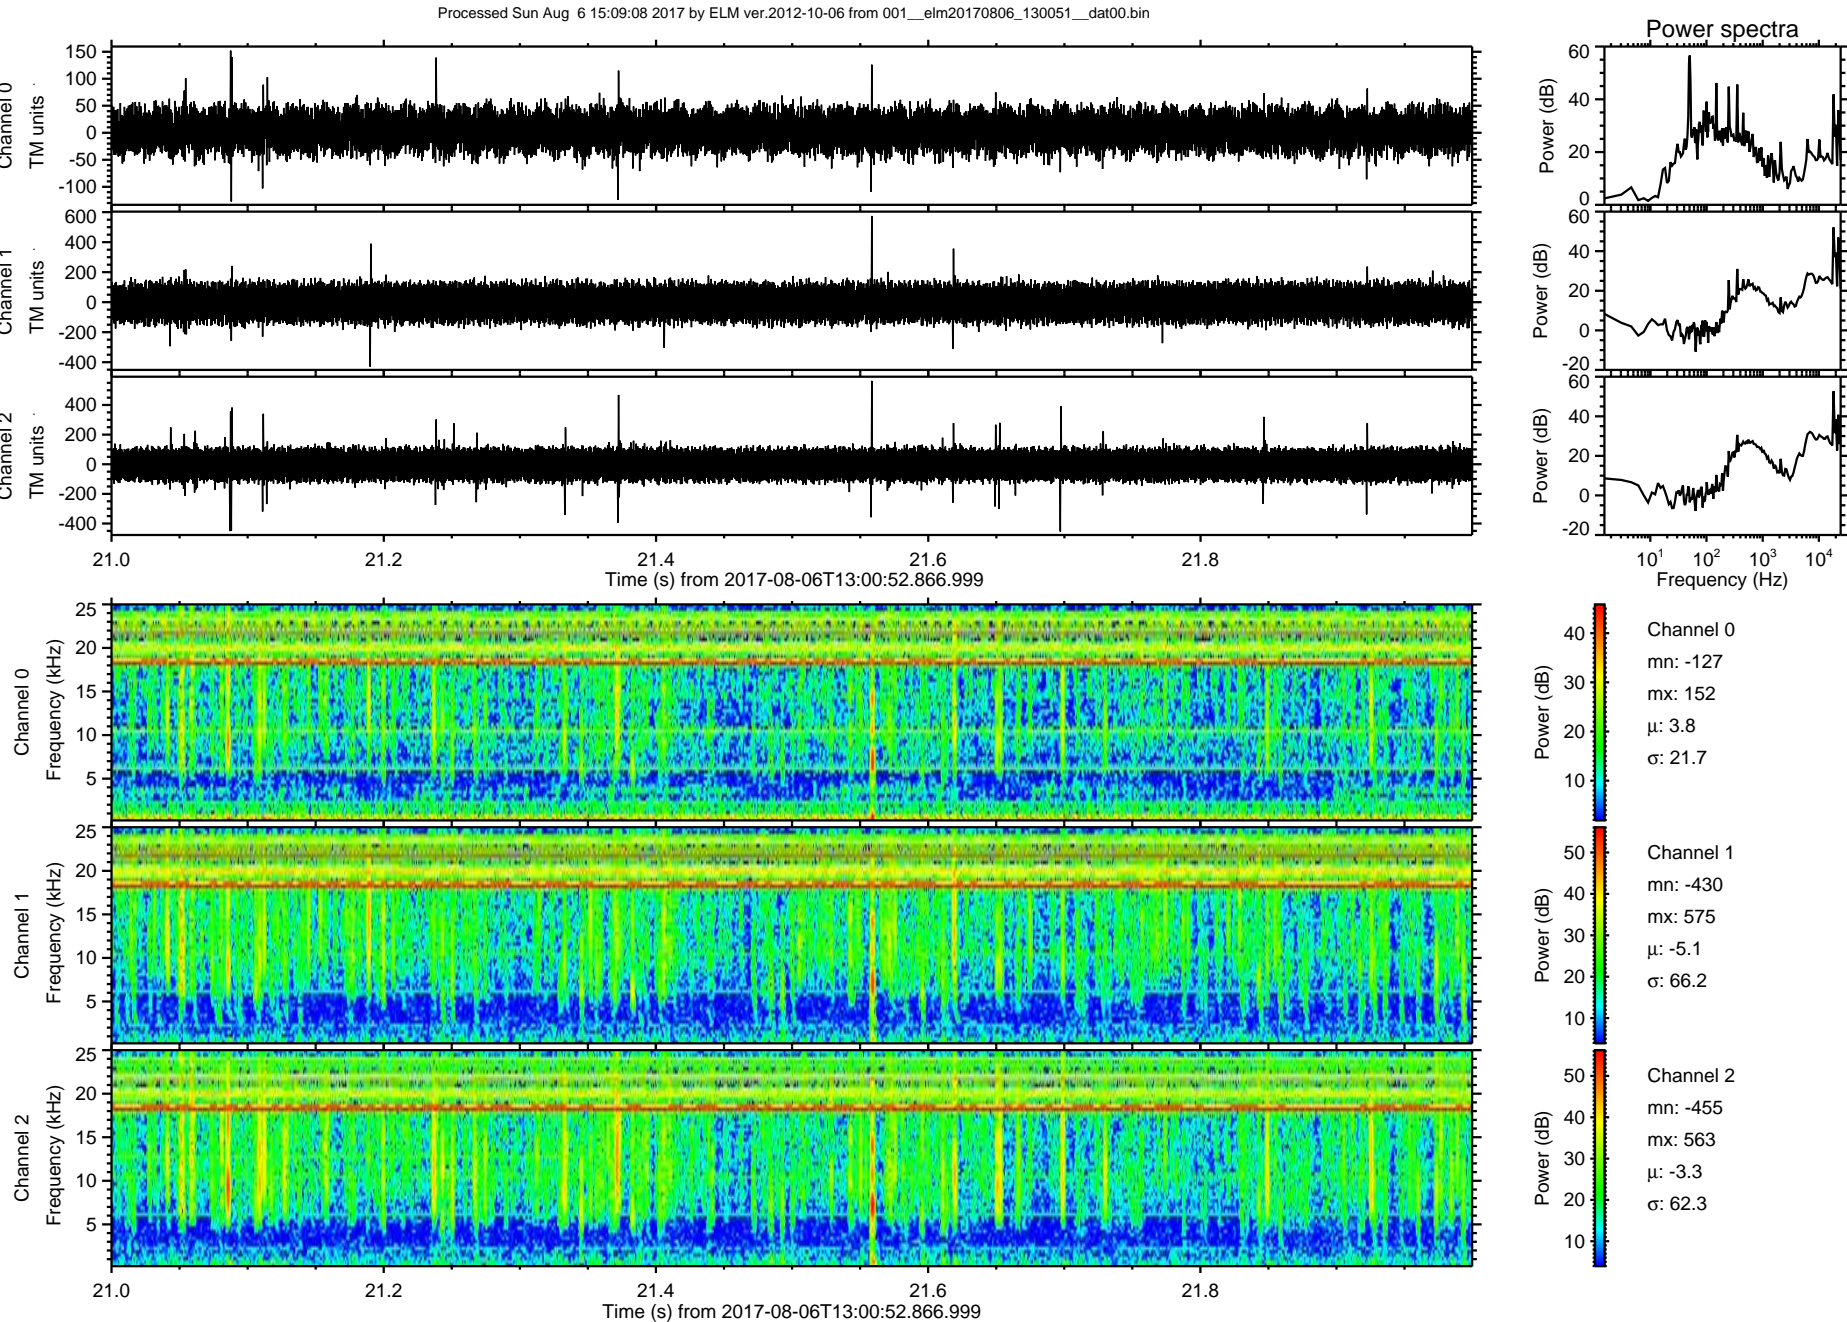 Processed Sun Aug  6 15:09:08 2017 by ELM ver.2012-10-06 from 001__elm20170806_130051__dat00.bin
Power spectra
Channel 0
TM units
150
100
50
0
-50
-100
Power (dB)
60
40
20
0
Channel 1
TM units
600
400
200
0
-200
-400
Power (dB)
60
40
20
0
-20
Channel 2
TM units
400
200
0
-200
-400
Power (dB)
60
40
20
0
-20
21.0 21.2 21.4 21.6 21.8
Time (s) from 2017-08-06T13:00:52.866.999
10¹ 10² 10³ 10⁴
Frequency (Hz)
Channel 0
Frequency (kHz)
25
20
15
10
5
Power (dB)
40
30
20
10
Channel 0
mn: -127
mx: 152
μ: 3.8
σ: 21.7
Channel 1
Frequency (kHz)
25
20
15
10
5
Power (dB)
50
40
30
20
10
Channel 1
mn: -430
mx: 575
μ: -5.1
σ: 66.2
Channel 2
Frequency (kHz)
25
20
15
10
5
Power (dB)
50
40
30
20
10
Channel 2
mn: -455
mx: 563
μ: -3.3
σ: 62.3
21.0 21.2 21.4 21.6 21.8
Time (s) from 2017-08-06T13:00:52.866.999